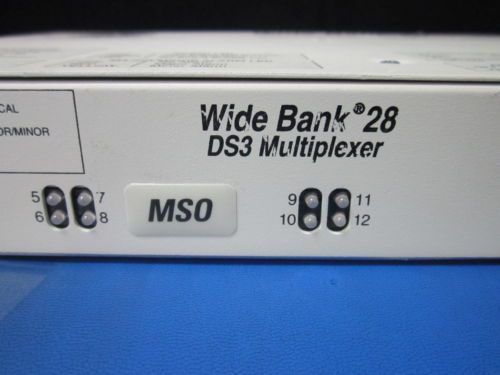 CAL
OR/MINOR
Wide Bank® 28
DS3 Multiplexer
5 7
6 8
MSO
9 11
10 12